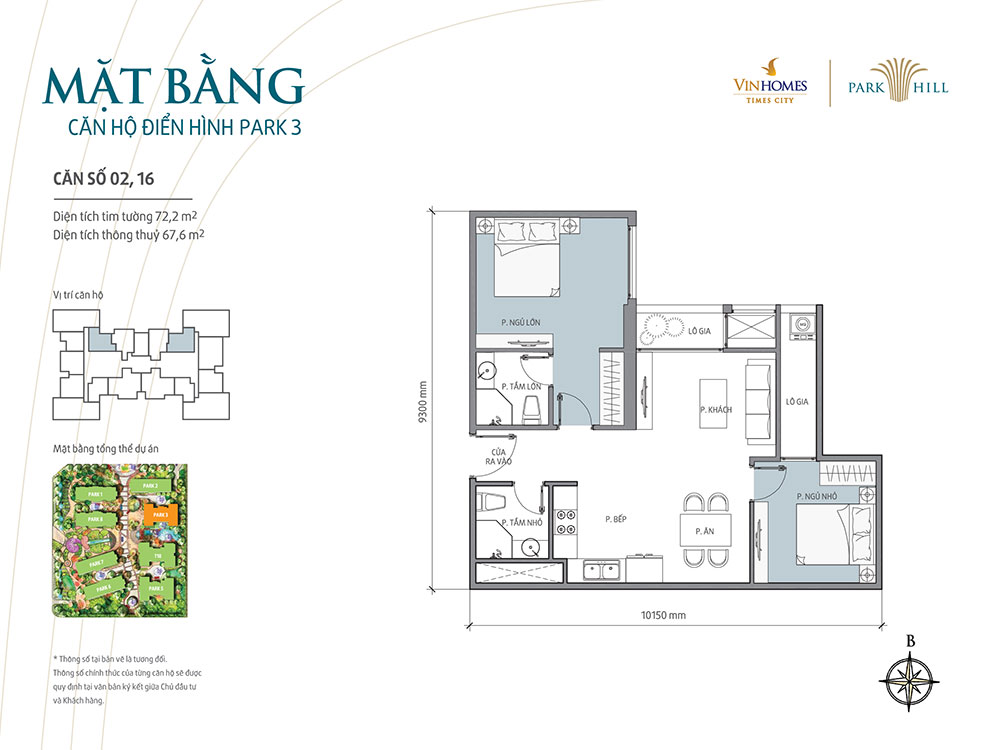 MẶT BẰNG
CĂN HỘ ĐIỂN HÌNH PARK 3
VINHOMES
TIMES CITY
PARK HILL
CĂN SỐ 02, 16
Diện tích tim tường 72,2 m2
Diện tích thông thuỷ 67,6 m2
Vị trí căn hộ
Mặt bằng tổng thể dự án
PARK 1
PARK 2
PARK 3
PARK 8
T18
PARK 7
PARK 6
PARK 5
* Thông số tại bản vẽ là tương đối.
Thông số chính thức của từng căn hộ sẽ được
quy định tại văn bản ký kết giữa Chủ đầu tư
và Khách hàng.
9300 mm
P. NGỦ LỚN
LÔ GIA
P. TẮM LỚN
P. KHÁCH
LÔ GIA
CỬA
RA VÀO
P. NGỦ NHỎ
P. TẮM NHỎ
P. BẾP
P. ĂN
10150 mm
B